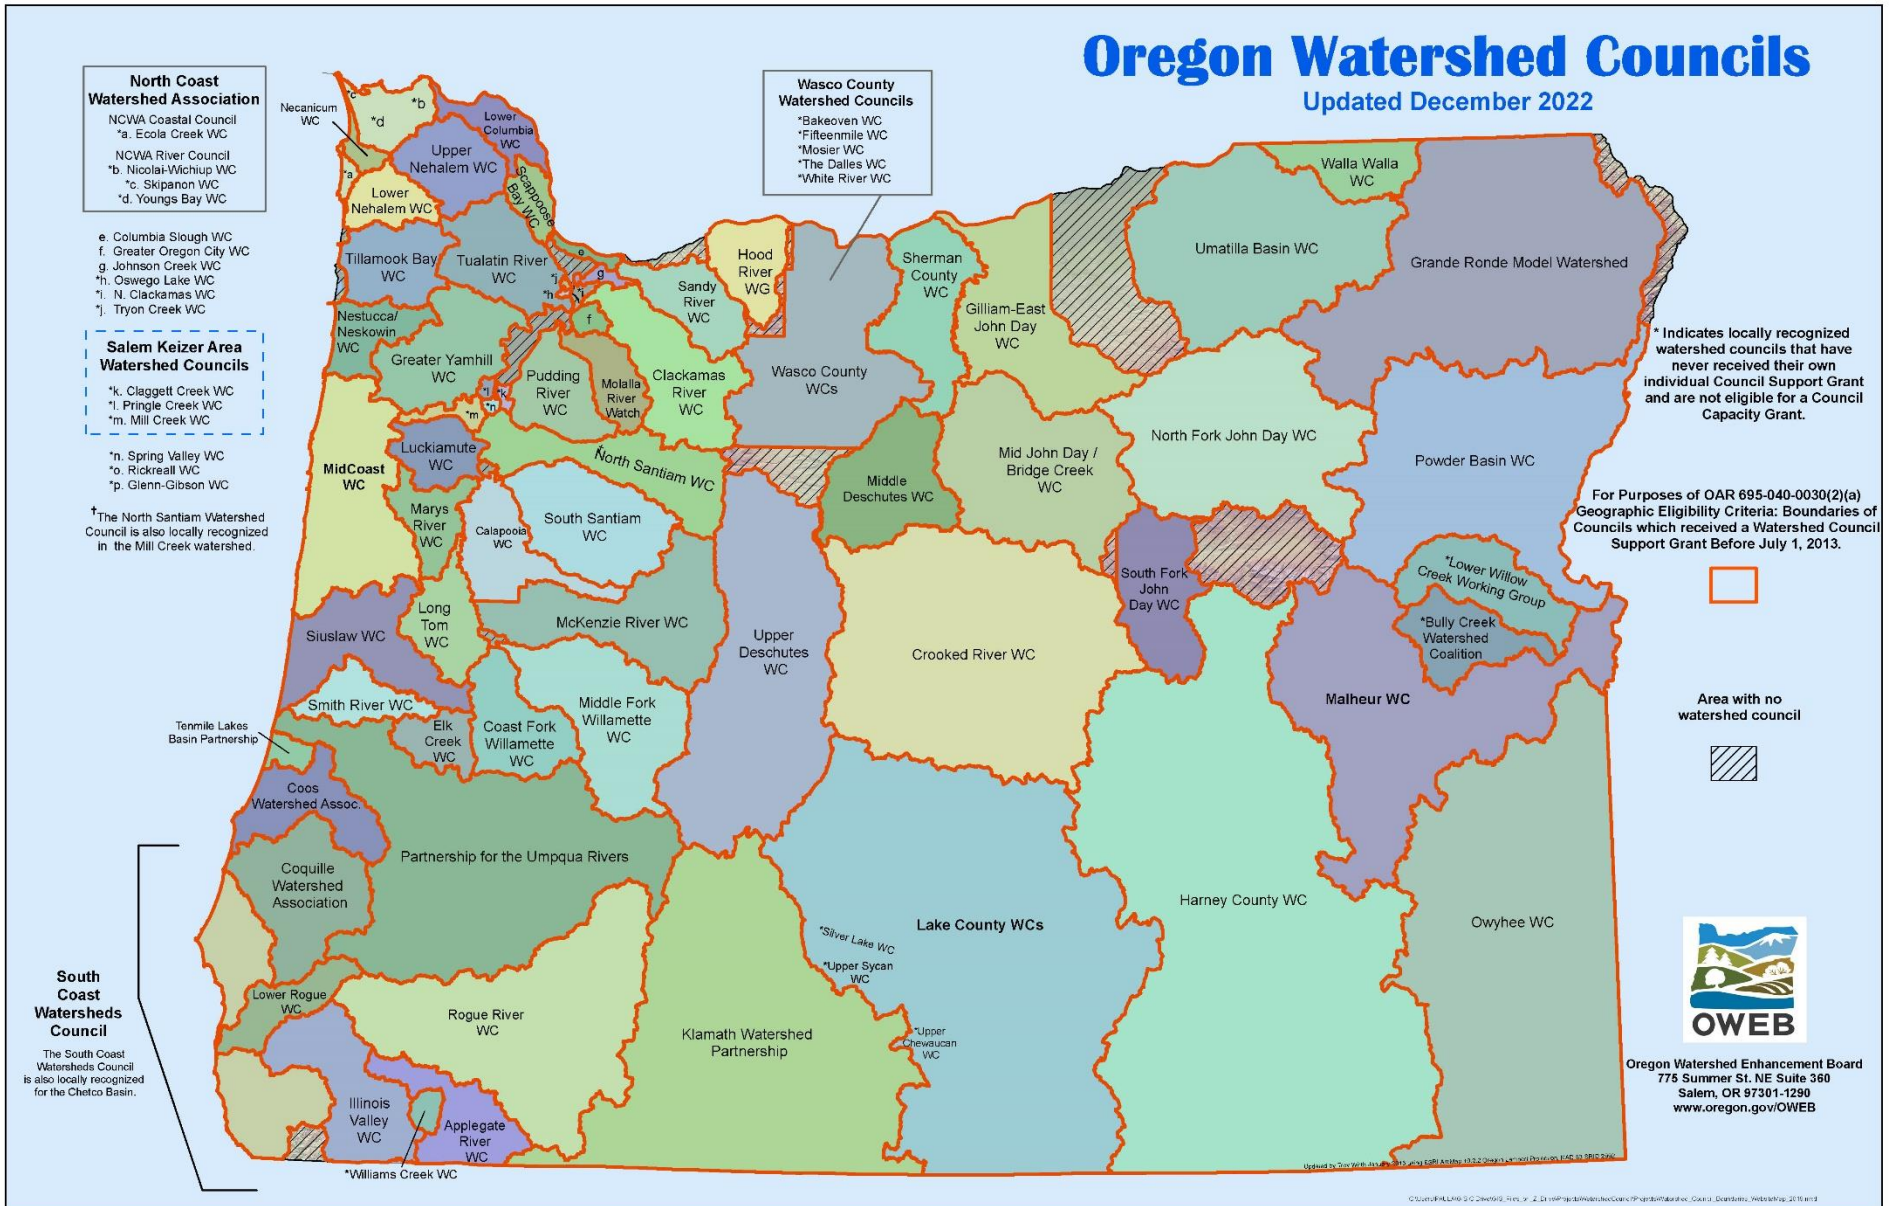 Oregon Watershed Councils
Updated December 2022
North Coast
Watershed Association
NCWA Coastal Council
*a. Ecola Creek WC
NCWA River Council
*b. Nicolai-Wichiup WC
*c. Skipanon WC
*d. Youngs Bay WC
e. Columbia Slough WC
f. Greater Oregon City WC
g. Johnson Creek WC
*h. Oswego Lake WC
*i. N. Clackamas WC
*j. Tryon Creek WC
Salem Keizer Area
Watershed Councils
*k. Claggett Creek WC
*l. Pringle Creek WC
*m. Mill Creek WC
*n. Spring Valley WC
*o. Rickreall WC
*p. Glenn-Gibson WC
†The North Santiam Watershed
Council is also locally recognized
in the Mill Creek watershed.
Wasco County
Watershed Councils
*Bakeoven WC
*Fifteenmile WC
*Mosier WC
*The Dalles WC
*White River WC
Necanicum
WC
*c
*b
*d
*a
Lower
Columbia
WC
Upper
Nehalem WC
Scappoose
Bay WC
Lower
Nehalem WC
Tillamook Bay
WC
Tualatin River
WC
e
g
*j
*h
*i
f
Hood
River
WG
Sandy
River
WC
Nestucca/
Neskowin
WC
Greater Yamhill
WC
Pudding
River
WC
Molalla
River
Watch
Clackamas
River
WC
*l
*k
*n
*m
Wasco County
WCs
Sherman
County
WC
Gilliam-East
John Day
WC
Umatilla Basin WC
Walla Walla
WC
Grande Ronde Model Watershed
MidCoast
WC
Luckiamute
WC
†North Santiam WC
Marys
River
WC
Calapooia
WC
South Santiam
WC
Middle
Deschutes WC
Mid John Day /
Bridge Creek
WC
North Fork John Day WC
Powder Basin WC
Siuslaw WC
Long
Tom
WC
McKenzie River WC
Upper
Deschutes
WC
Crooked River WC
South Fork
John
Day WC
*Lower Willow
Creek Working Group
*Bully Creek
Watershed
Coalition
Malheur WC
Smith River WC
Tenmile Lakes
Basin Partnership
Elk
Creek
WC
Coast Fork
Willamette
WC
Middle Fork
Willamette
WC
Coos
Watershed Assoc.
Partnership for the Umpqua Rivers
Coquille
Watershed
Association
Lake County WCs
*Silver Lake WC
*Upper Sycan
WC
*Upper
Chewaucan
WC
Harney County WC
Owyhee WC
Lower Rogue
WC
Rogue River
WC
Klamath Watershed
Partnership
Illinois
Valley
WC
Applegate
River
WC
*Williams Creek WC
South
Coast
Watersheds
Council
The South Coast
Watersheds Council
is also locally recognized
for the Chetco Basin.
* Indicates locally recognized
watershed councils that have
never received their own
individual Council Support Grant
and are not eligible for a Council
Capacity Grant.
For Purposes of OAR 695-040-0030(2)(a)
Geographic Eligibility Criteria: Boundaries of
Councils which received a Watershed Council
Support Grant Before July 1, 2013.
Area with no
watershed council
OWEB
Oregon Watershed Enhancement Board
775 Summer St. NE Suite 360
Salem, OR 97301-1290
www.oregon.gov/OWEB